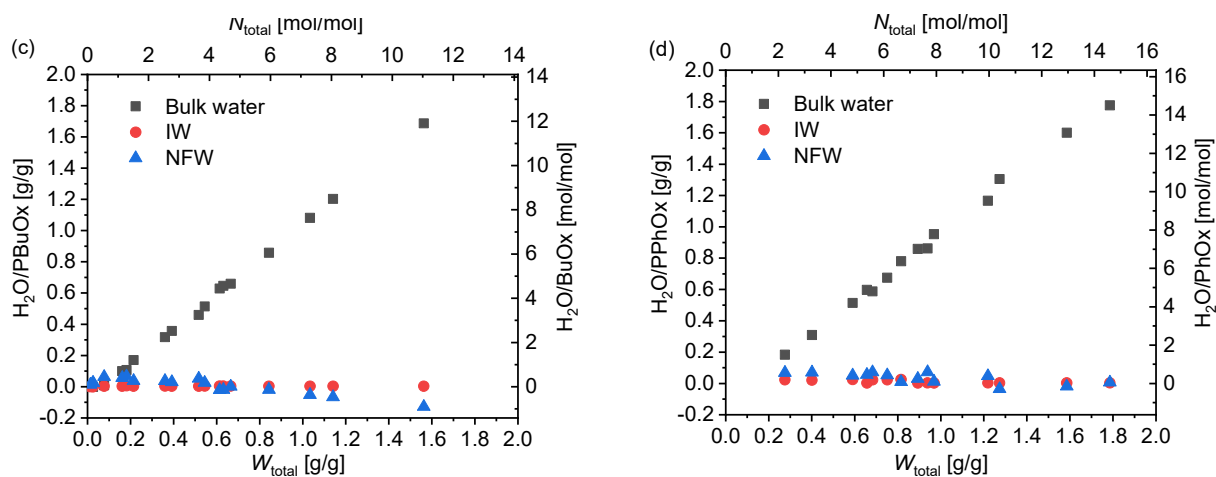 (c)
N_total [mol/mol]
0 2 4 6 8 10 12 14
2.0
1.8
1.6
1.4
1.2
1.0
0.8
0.6
0.4
0.2
0.0
-0.2
H₂O/PBuOx [g/g]
Bulk water
IW
NFW
14
12
10
8
6
4
2
0
H₂O/BuOx [mol/mol]
0.0 0.2 0.4 0.6 0.8 1.0 1.2 1.4 1.6 1.8 2.0
W_total [g/g]
(d)
N_total [mol/mol]
0 2 4 6 8 10 12 14 16
2.0
1.8
1.6
1.4
1.2
1.0
0.8
0.6
0.4
0.2
0.0
-0.2
H₂O/PPhOx [g/g]
Bulk water
IW
NFW
16
14
12
10
8
6
4
2
0
H₂O/PhOx [mol/mol]
0.0 0.2 0.4 0.6 0.8 1.0 1.2 1.4 1.6 1.8 2.0
W_total [g/g]